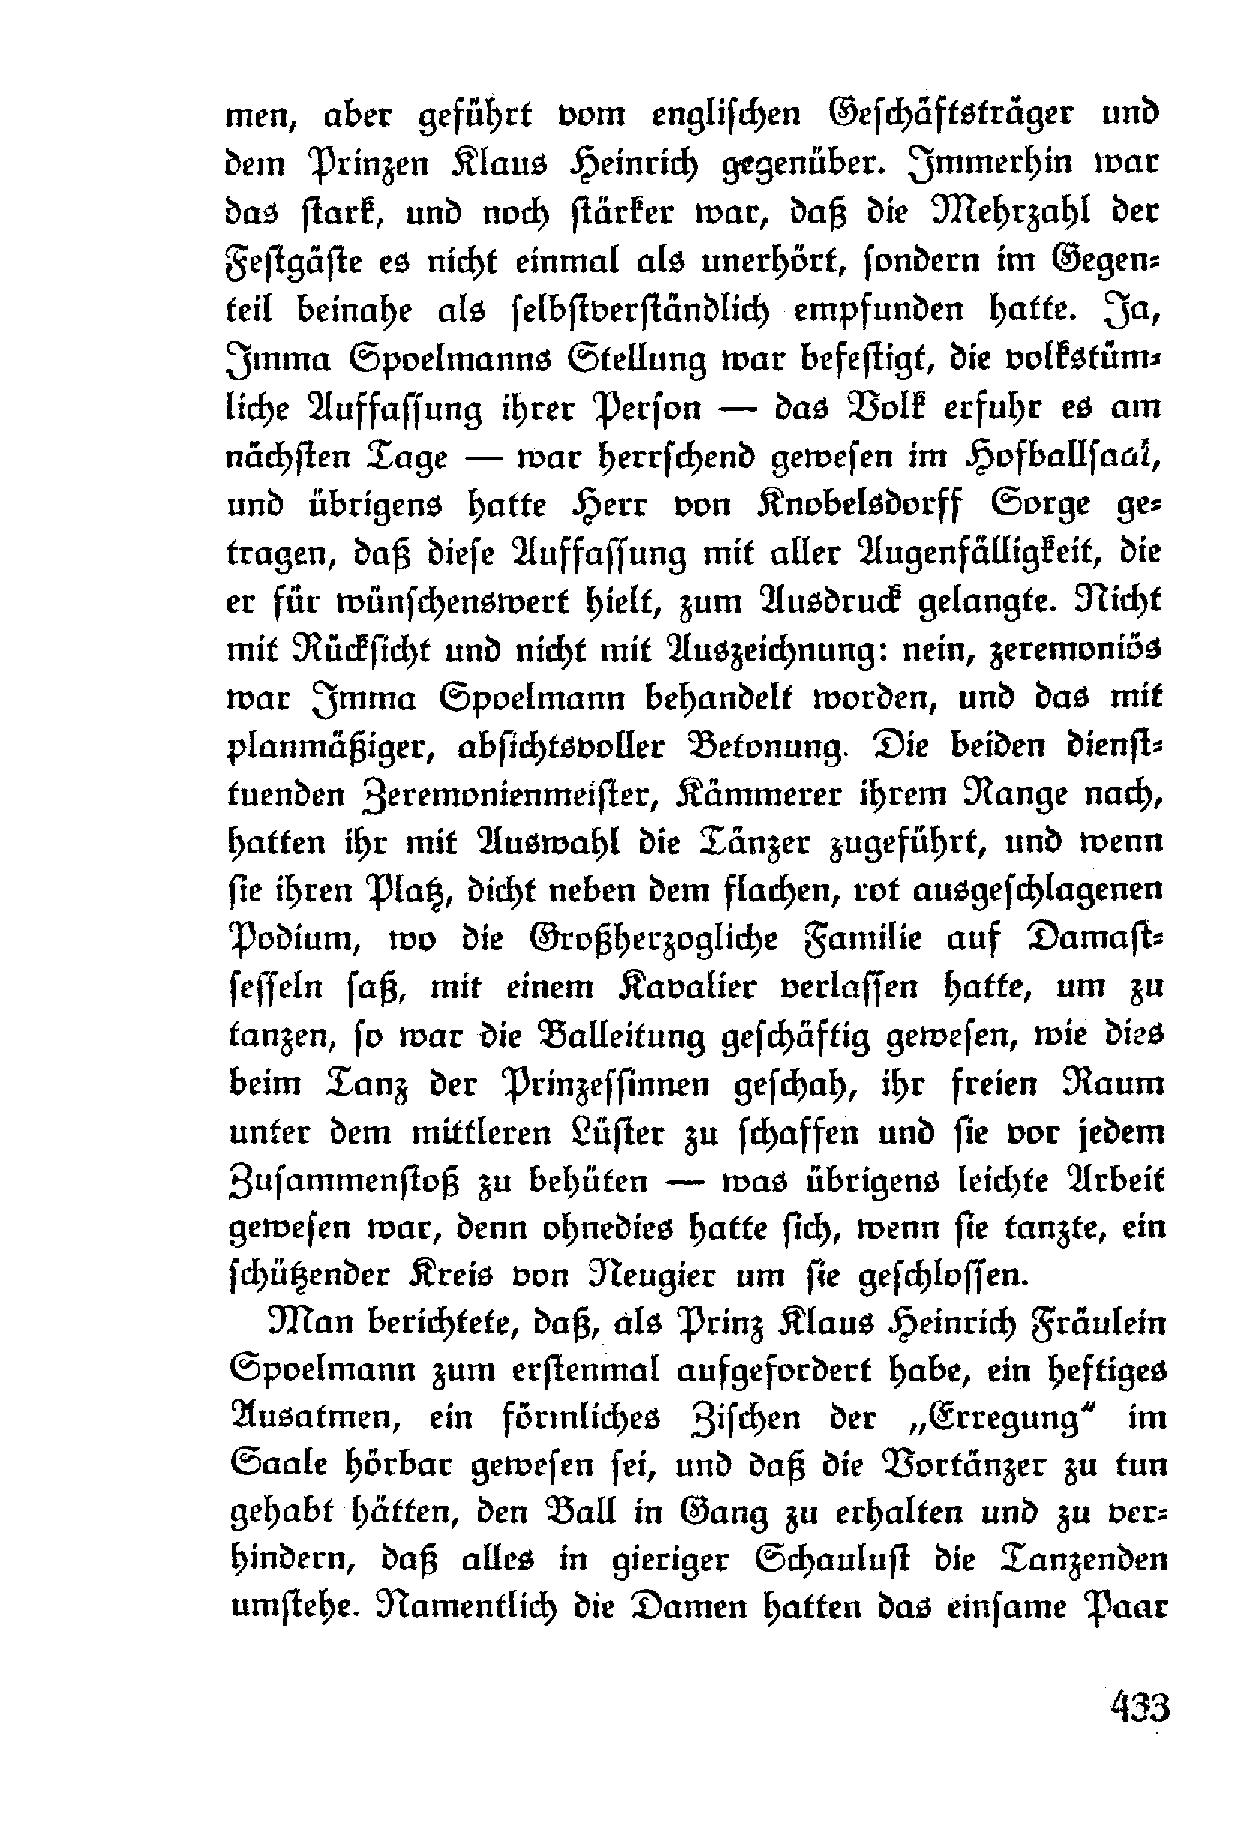 men, aber geführt vom englischen Geschäftsträger und
dem Prinzen Klaus Heinrich gegenüber. Immerhin war
das stark, und noch stärker war, daß die Mehrzahl der
Festgäste es nicht einmal als unerhört, sondern im Gegen-
teil beinahe als selbstverständlich empfunden hatte. Ja,
Imma Spoelmanns Stellung war befestigt, die volkstüm-
liche Auffassung ihrer Person — das Volk erfuhr es am
nächsten Tage — war herrschend gewesen im Hofballsaal,
und übrigens hatte Herr von Knobelsdorff Sorge ge-
tragen, daß diese Auffassung mit aller Augenfälligkeit, die
er für wünschenswert hielt, zum Ausdruck gelangte. Nicht
mit Rücksicht und nicht mit Auszeichnung: nein, zeremoniös
war Imma Spoelmann behandelt worden, und das mit
planmäßiger, absichtsvoller Betonung. Die beiden dienst-
tuenden Zeremonienmeister, Kämmerer ihrem Range nach,
hatten ihr mit Auswahl die Tänzer zugeführt, und wenn
sie ihren Platz, dicht neben dem flachen, rot ausgeschlagenen
Podium, wo die Großherzogliche Familie auf Damast-
sesseln saß, mit einem Kavalier verlassen hatte, um zu
tanzen, so war die Balleitung geschäftig gewesen, wie dies
beim Tanz der Prinzessinnen geschah, ihr freien Raum
unter dem mittleren Lüster zu schaffen und sie vor jedem
Zusammenstoß zu behüten — was übrigens leichte Arbeit
gewesen war, denn ohnedies hatte sich, wenn sie tanzte, ein
schützender Kreis von Neugier um sie geschlossen.
Man berichtete, daß, als Prinz Klaus Heinrich Fräulein
Spoelmann zum erstenmal aufgefordert habe, ein heftiges
Ausatmen, ein förmliches Zischen der „Erregung“ im
Saale hörbar gewesen sei, und daß die Vortänzer zu tun
gehabt hätten, den Ball in Gang zu erhalten und zu ver-
hindern, daß alles in gieriger Schaulust die Tanzenden
umstehe. Namentlich die Damen hatten das einsame Paar
433